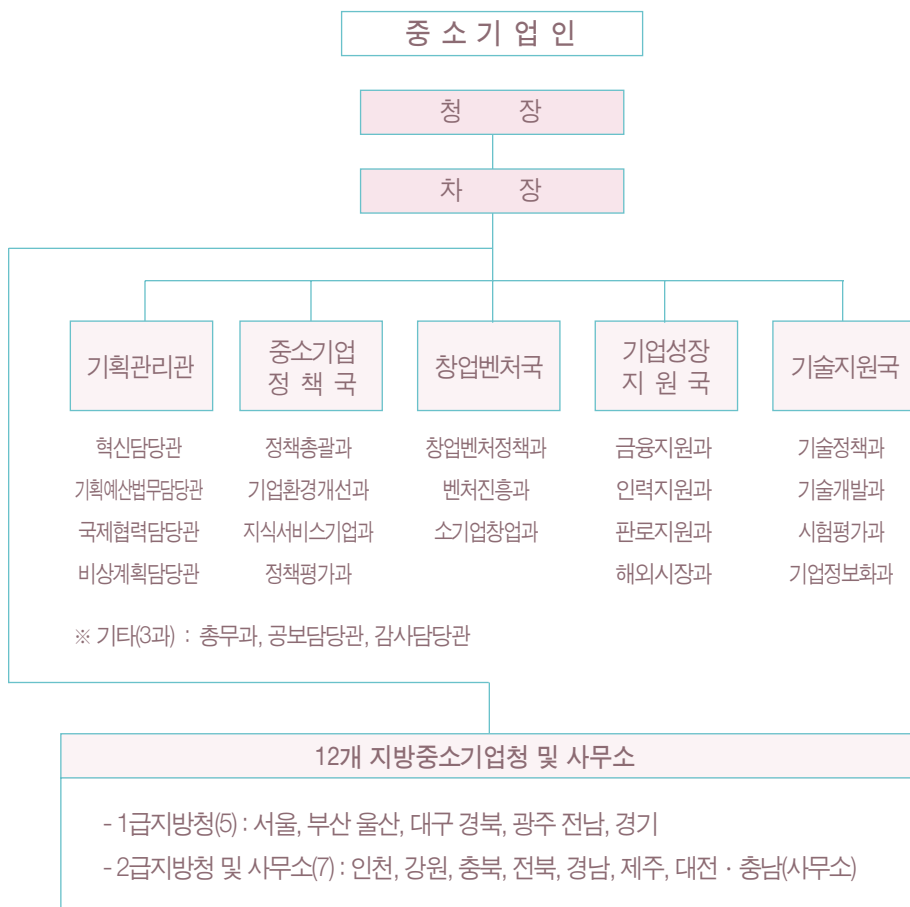 중 소 기 업 인
청 장
차 장
기획관리관
중소기업
정 책 국
창업벤처국
기업성장
지 원 국
기술지원국
혁신담당관
기획예산법무담당관
국제협력담당관
비상계획담당관
정책총괄과
기업환경개선과
지식서비스기업과
정책평가과
창업벤처정책과
벤처진흥과
소기업창업과
금융지원과
인력지원과
판로지원과
해외시장과
기술정책과
기술개발과
시험평가과
기업정보화과
※ 기타(3과) : 총무과, 공보담당관, 감사담당관
12개 지방중소기업청 및 사무소
- 1급지방청(5) : 서울, 부산 울산, 대구 경북, 광주 전남, 경기
- 2급지방청 및 사무소(7) : 인천, 강원, 충북, 전북, 경남, 제주, 대전 · 충남(사무소)